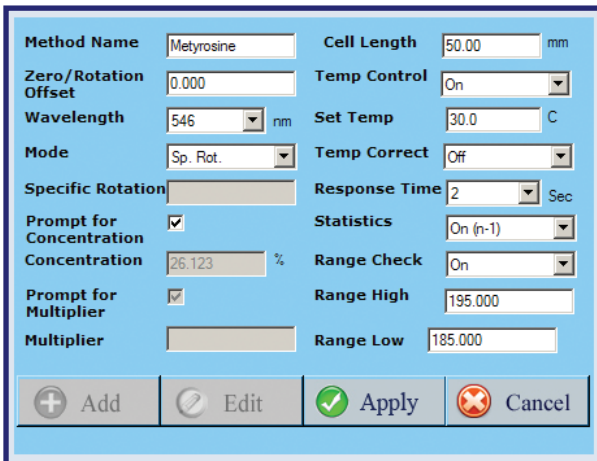 Method Name Metyrosine Cell Length 50.00 mm
Zero/Rotation Offset 0.000 Temp Control On
Wavelength 546 nm Set Temp 30.0 C
Mode Sp. Rot. Temp Correct Off
Specific Rotation Response Time 2 Sec
Prompt for Concentration Statistics On (n-1)
Concentration 26.123 % Range Check On
Prompt for Multiplier Range High 195.000
Multiplier Range Low 185.000
Add Edit Apply Cancel